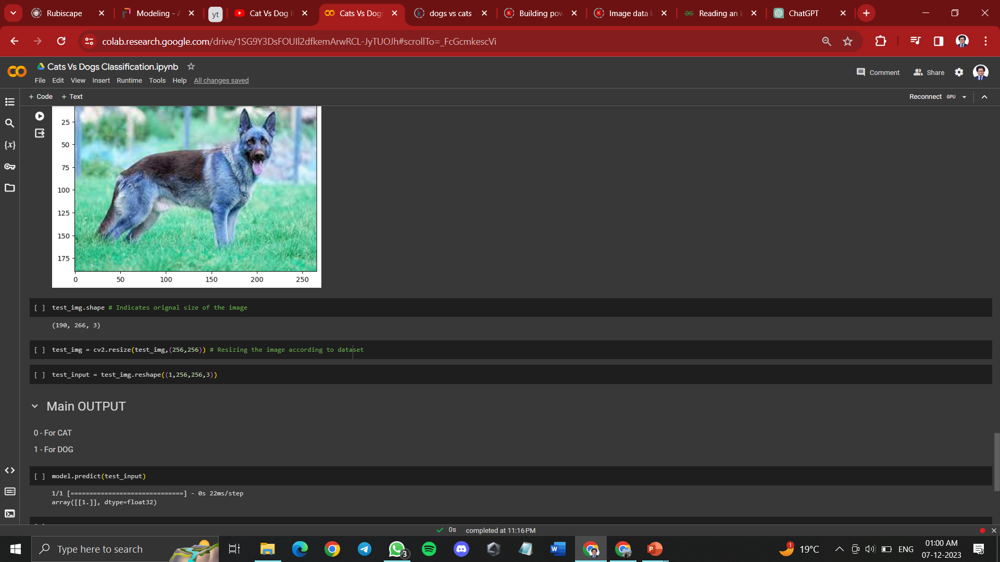 Rubiscape
Modeling - A
yt
Cat Vs Dog I
Cats Vs Dogs
dogs vs cats
Building pow
Image data l
Reading an i
ChatGPT
colab.research.google.com/drive/1SG9Y3DsFOUIl2dfkemArwRCL-JyTUOJh#scrollTo=_FcGcmkescVi
Cats Vs Dogs Classification.ipynb
File Edit View Insert Runtime Tools Help All changes saved
Comment Share
+ Code + Text
Reconnect GPU
{x}
25
50
75
100
125
150
175
0 50 100 150 200 250
[ ] test_img.shape # Indicates orignal size of the image
(190, 266, 3)
[ ] test_img = cv2.resize(test_img,(256,256)) # Resizing the image according to dataset
[ ] test_input = test_img.reshape((1,256,256,3))
Main OUTPUT
0 - For CAT
1 - For DOG
[ ] model.predict(test_input)
1/1 [==============================] - 0s 22ms/step
array([[1.]], dtype=float32)
0s completed at 11:16 PM
Type here to search
3
1
19°C
ENG
01:00 AM
07-12-2023